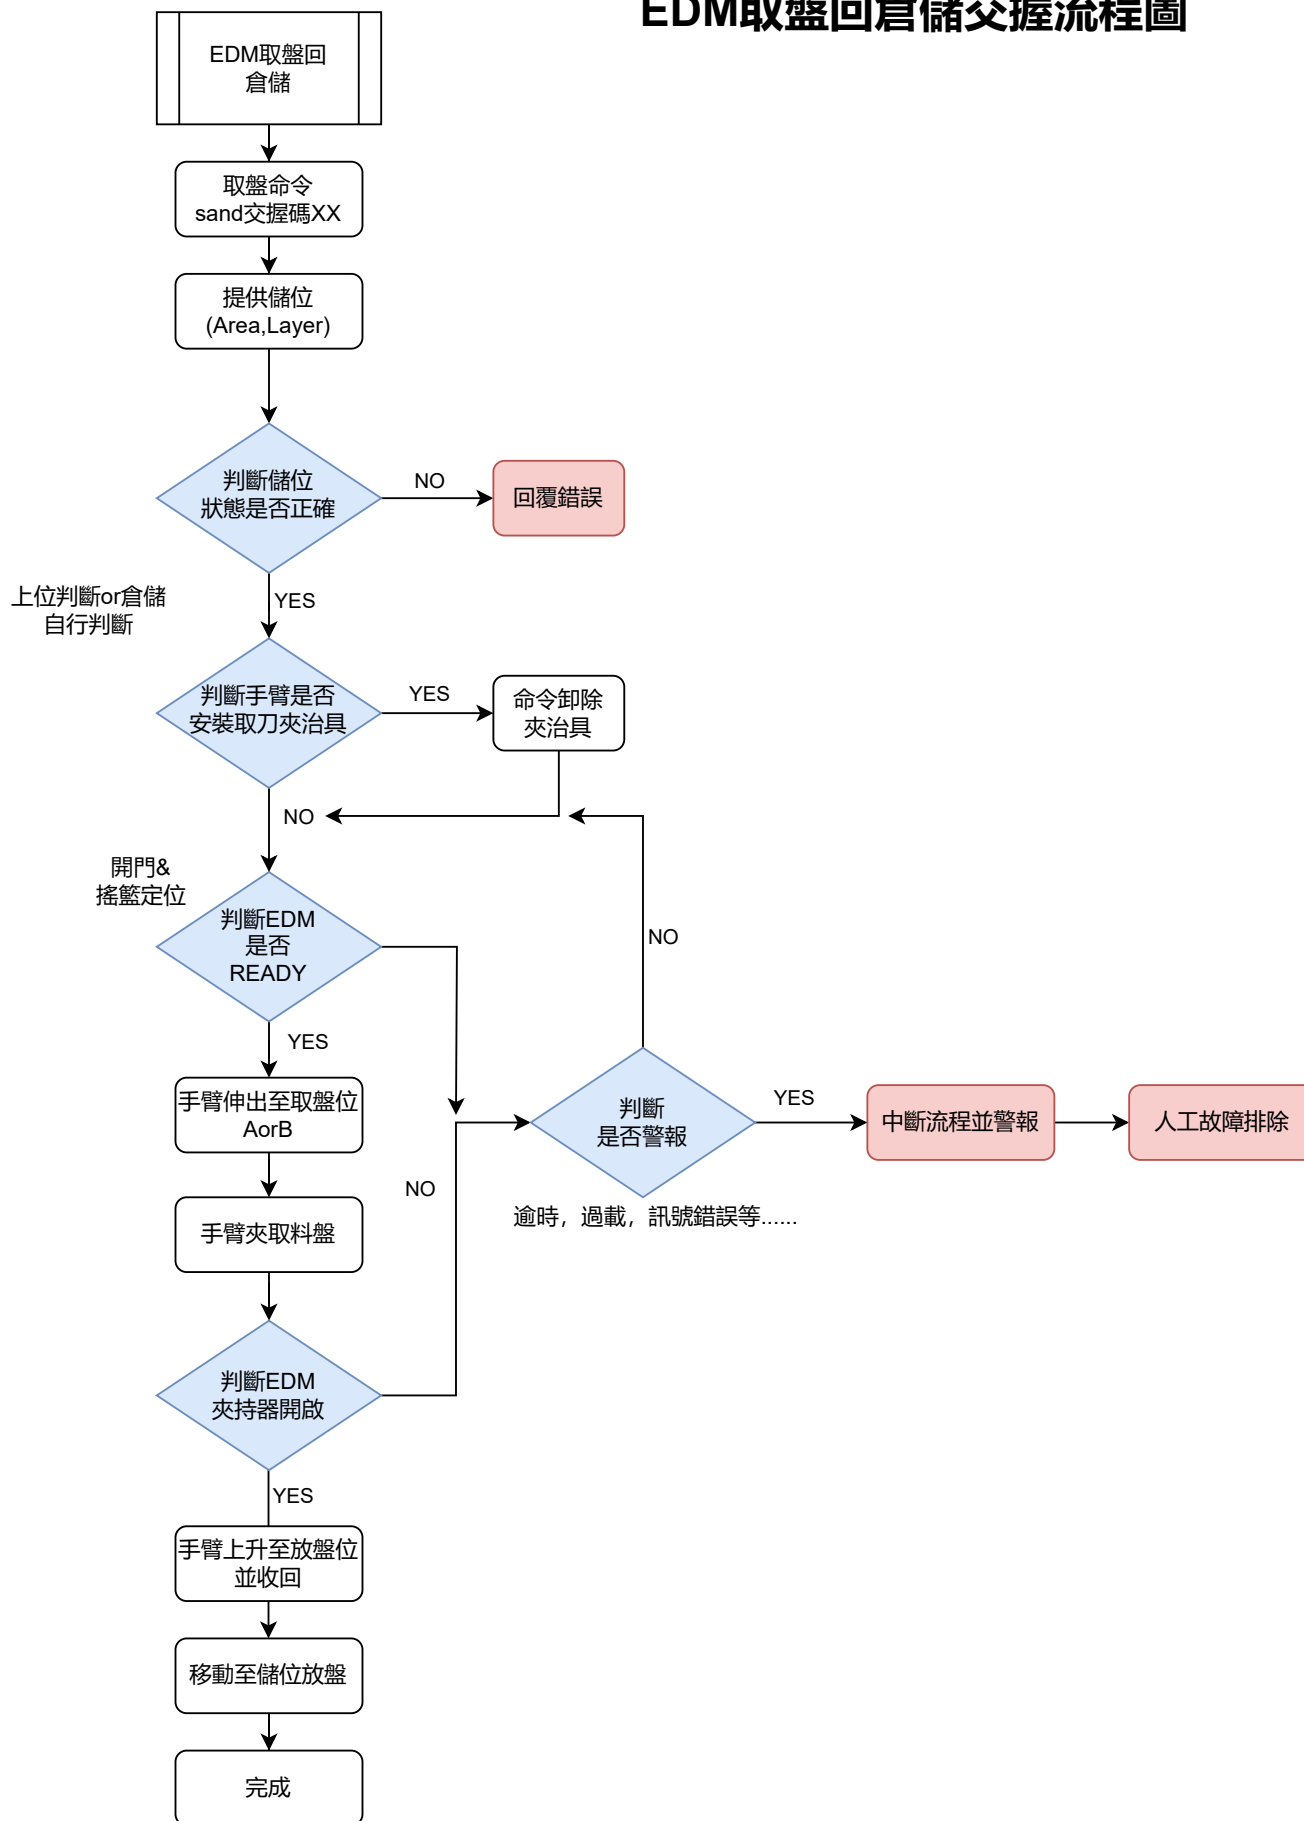 EDM取盤回倉儲交握流程圖
EDM取盤回
倉儲
取盤命令
sand交握碼XX
提供儲位
(Area,Layer)
判斷儲位
狀態是否正確
NO
回覆錯誤
上位判斷or倉儲
自行判斷
YES
判斷手臂是否
安裝取刀夾治具
YES
命令卸除
夾治具
NO
開門&
搖籃定位
判斷EDM
是否
READY
NO
YES
手臂伸出至取盤位
AorB
判斷
是否警報
YES
中斷流程並警報
人工故障排除
NO
逾時，過載，訊號錯誤等......
手臂夾取料盤
判斷EDM
夾持器開啟
YES
手臂上升至放盤位
並收回
移動至儲位放盤
完成